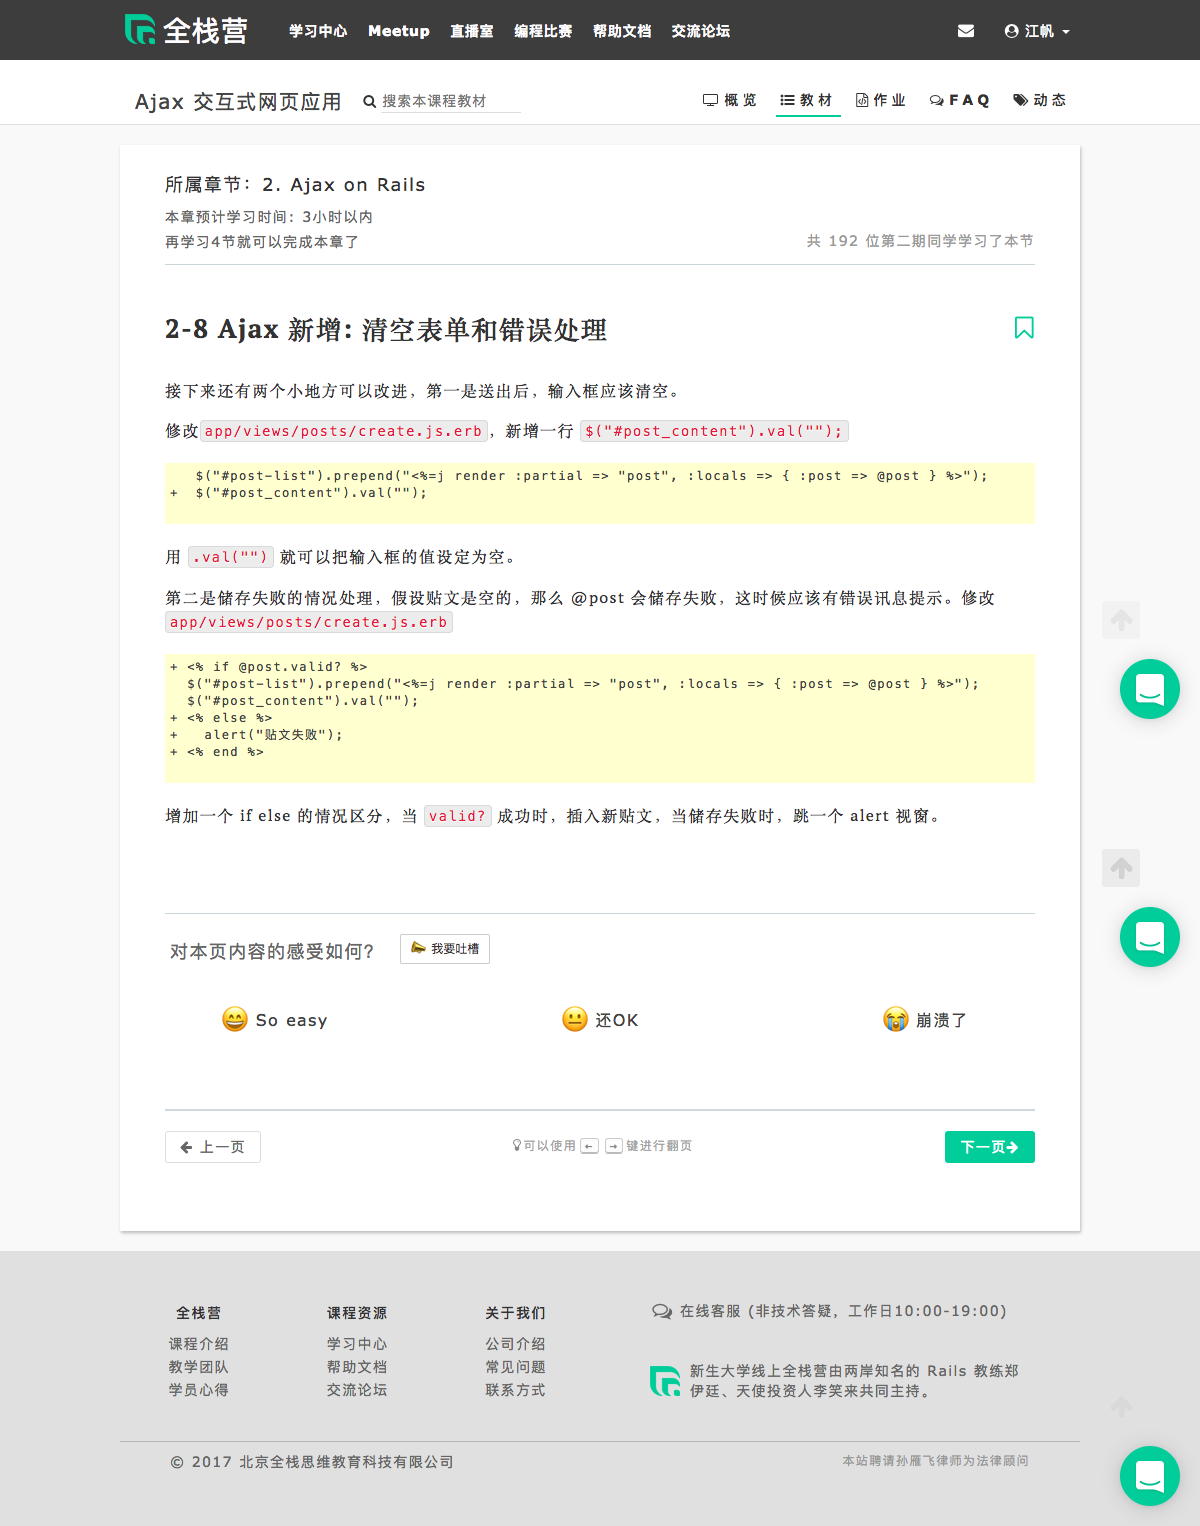 全栈营
学习中心 Meetup 直播室 编程比赛 帮助文档 交流论坛
江帆
Ajax 交互式网页应用
搜索本课程教材
概览 教材 作业 FAQ 动态
所属章节：2. Ajax on Rails
本章预计学习时间：3小时以内
再学习4节就可以完成本章了
共 192 位第二期同学学习了本节
2-8 Ajax 新增: 清空表单和错误处理
接下来还有两个小地方可以改进，第一是送出后，输入框应该清空。
修改 app/views/posts/create.js.erb，新增一行 $("#post_content").val("");
   $("#post-list").prepend("<%=j render :partial => "post", :locals => { :post => @post } %>");
+  $("#post_content").val("");
用 .val("") 就可以把输入框的值设定为空。
第二是储存失败的情况处理，假设贴文是空的，那么 @post 会储存失败，这时候应该有错误讯息提示。修改
app/views/posts/create.js.erb
+ <% if @post.valid? %>
  $("#post-list").prepend("<%=j render :partial => "post", :locals => { :post => @post } %>");
  $("#post_content").val("");
+ <% else %>
+   alert("贴文失败");
+ <% end %>
增加一个 if else 的情况区分，当 valid? 成功时，插入新贴文，当储存失败时，跳一个 alert 视窗。
对本页内容的感受如何?
我要吐槽
So easy
还OK
崩溃了
上一页
可以使用 ← → 键进行翻页
下一页
全栈营
课程介绍
教学团队
学员心得
课程资源
学习中心
帮助文档
交流论坛
关于我们
公司介绍
常见问题
联系方式
在线客服 (非技术答疑，工作日10:00-19:00)
新生大学线上全栈营由两岸知名的 Rails 教练郑
伊廷、天使投资人李笑来共同主持。
© 2017 北京全栈思维教育科技有限公司
本站聘请孙雁飞律师为法律顾问